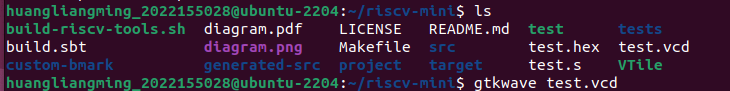 huangliangming_2022155028@ubuntu-2204:~/riscv-mini$ ls
build-riscv-tools.sh diagram.pdf LICENSE README.md test tests
build.sbt diagram.png Makefile src test.hex test.vcd
custom-bmark generated-src project target test.s VTile
huangliangming_2022155028@ubuntu-2204:~/riscv-mini$ gtkwave test.vcd